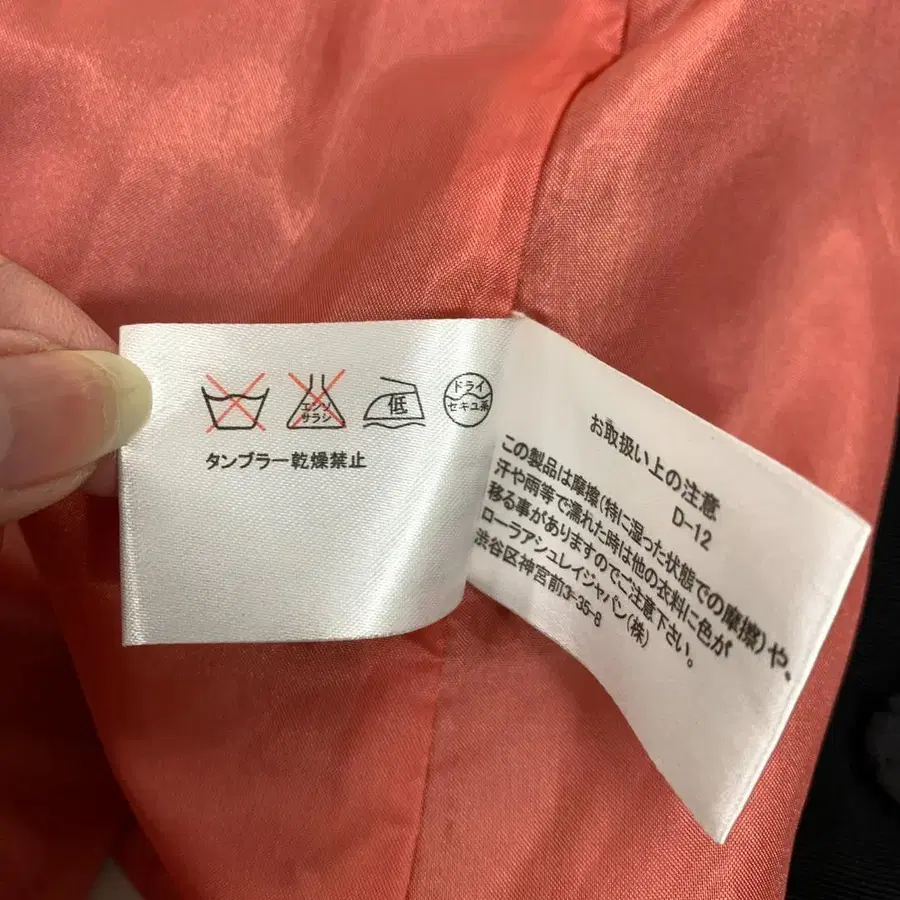 エンソ
サラシ
低
ドライ
セキユ系
タンブラー乾燥禁止
お取扱い上の注意
D-12
この製品は摩擦(特に湿った状態での摩擦)や、
汗や雨等で濡れた時は他の衣料に色が
移る事がありますのでご注意下さい。
ローラアシュレイジャパン(株)
渋谷区神宮前3-35-8